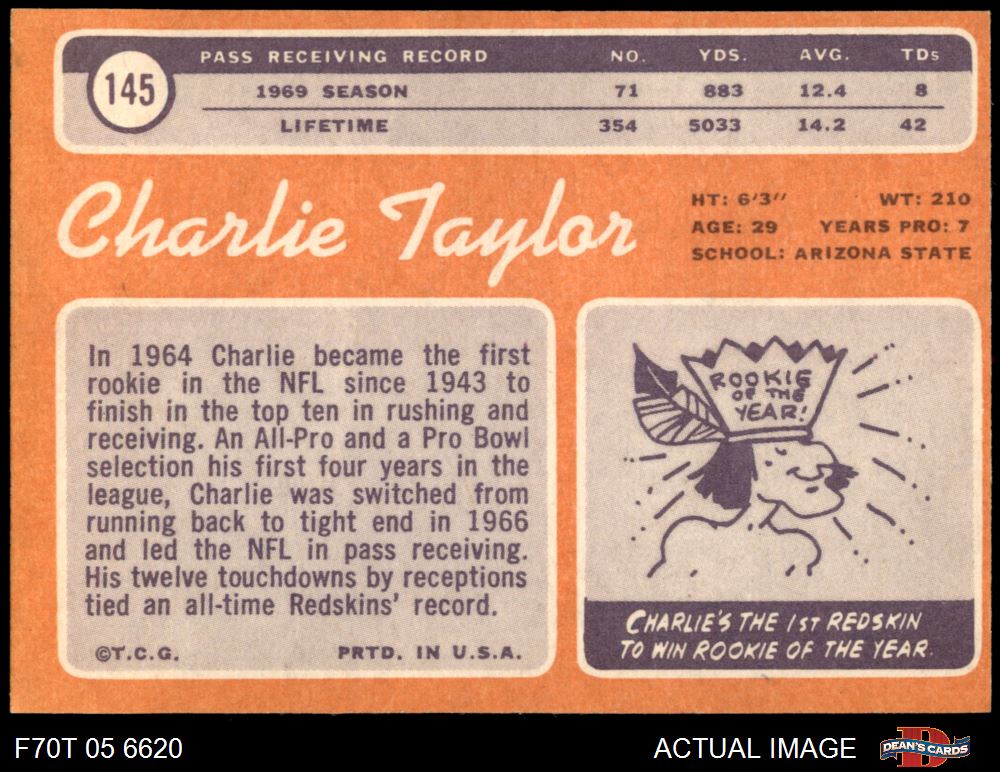 145
PASS RECEIVING RECORD NO. YDS. AVG. TDs
1969 SEASON 71 883 12.4 8
LIFETIME 354 5033 14.2 42
Charlie Taylor
HT: 6'3" WT: 210
AGE: 29 YEARS PRO: 7
SCHOOL: ARIZONA STATE
In 1964 Charlie became the first
rookie in the NFL since 1943 to
finish in the top ten in rushing and
receiving. An All-Pro and a Pro Bowl
selection his first four years in the
league, Charlie was switched from
running back to tight end in 1966
and led the NFL in pass receiving.
His twelve touchdowns by receptions
tied an all-time Redskins' record.
©T.C.G. PRTD. IN U.S.A.
ROOKIE
OF THE
YEAR!
CHARLIE'S THE 1ST REDSKIN
TO WIN ROOKIE OF THE YEAR.
F70T 05 6620 ACTUAL IMAGE
D
DEAN'S CARDS